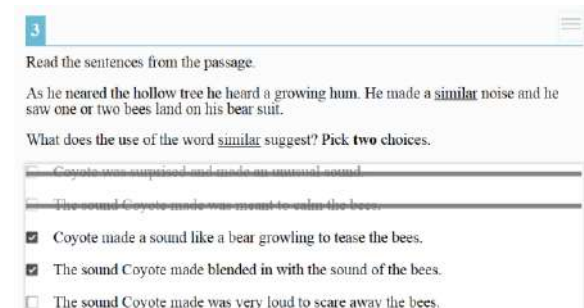 3
Read the sentences from the passage.
As he neared the hollow tree he heard a growing hum. He made a similar noise and he
saw one or two bees land on his bear suit.
What does the use of the word similar suggest? Pick two choices.
Coyote was surprised and made an unusual sound.
The sound Coyote made was meant to calm the bees.
Coyote made a sound like a bear growling to tease the bees.
The sound Coyote made blended in with the sound of the bees.
The sound Coyote made was very loud to scare away the bees.